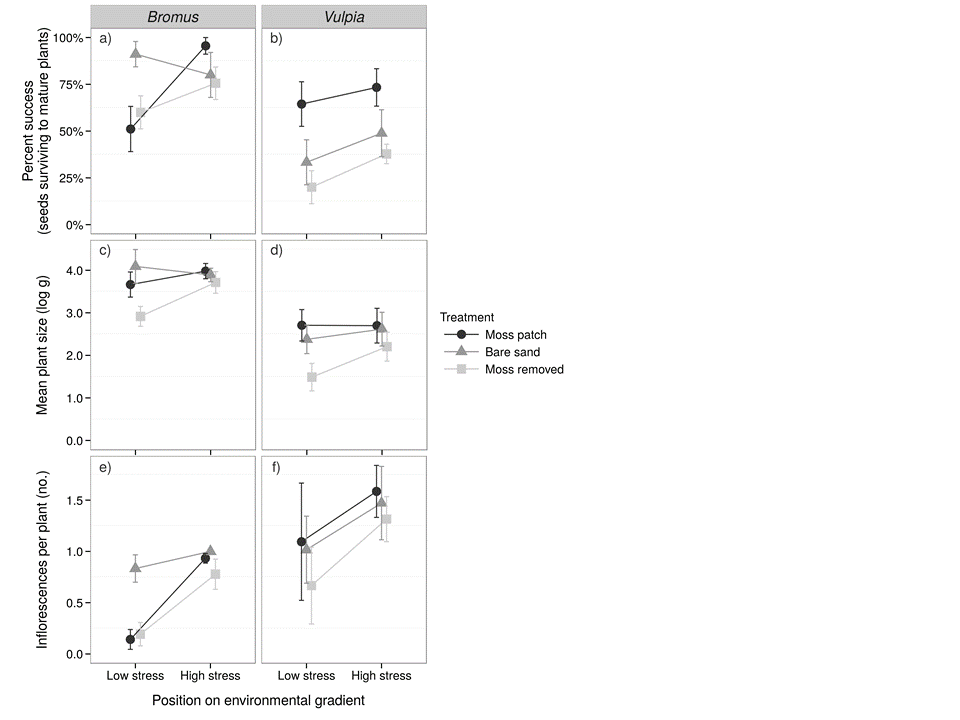 Bromus
Vulpia
Percent success
(seeds surviving to mature plants)
100%
75%
50%
25%
0%
a)
b)
Mean plant size (log g)
4.0
3.0
2.0
1.0
0.0
c)
d)
Treatment
Moss patch
Bare sand
Moss removed
Inflorescences per plant (no.)
1.5
1.0
0.5
0.0
e)
f)
Low stress
High stress
Low stress
High stress
Position on environmental gradient